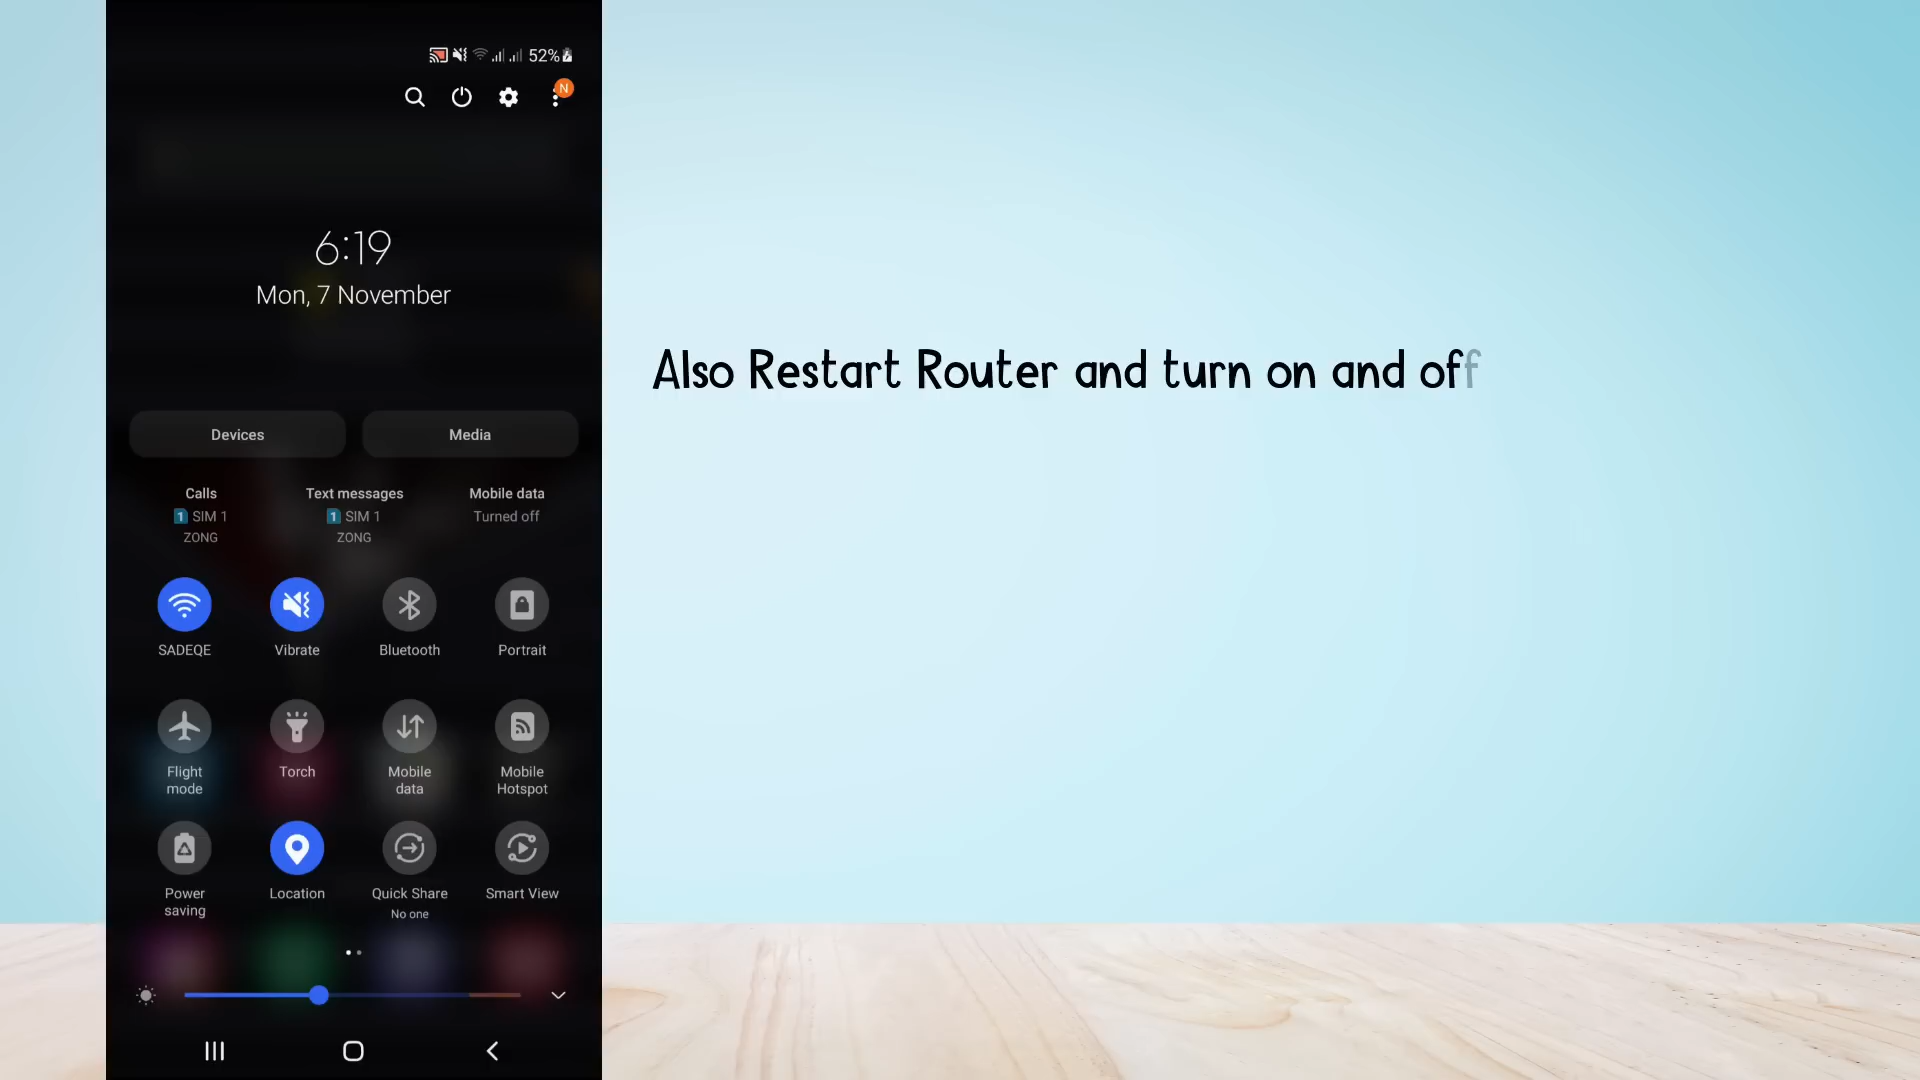 52%
N
6:19
Mon, 7 November
Also Restart Router and turn on and off
Devices Media
Calls Text messages Mobile data
1 SIM 1 1 SIM 1 Turned off
ZONG ZONG
SADEQE Vibrate Bluetooth Portrait
Flight Torch Mobile Mobile
mode data Hotspot
Power Location Quick Share Smart View
saving No one